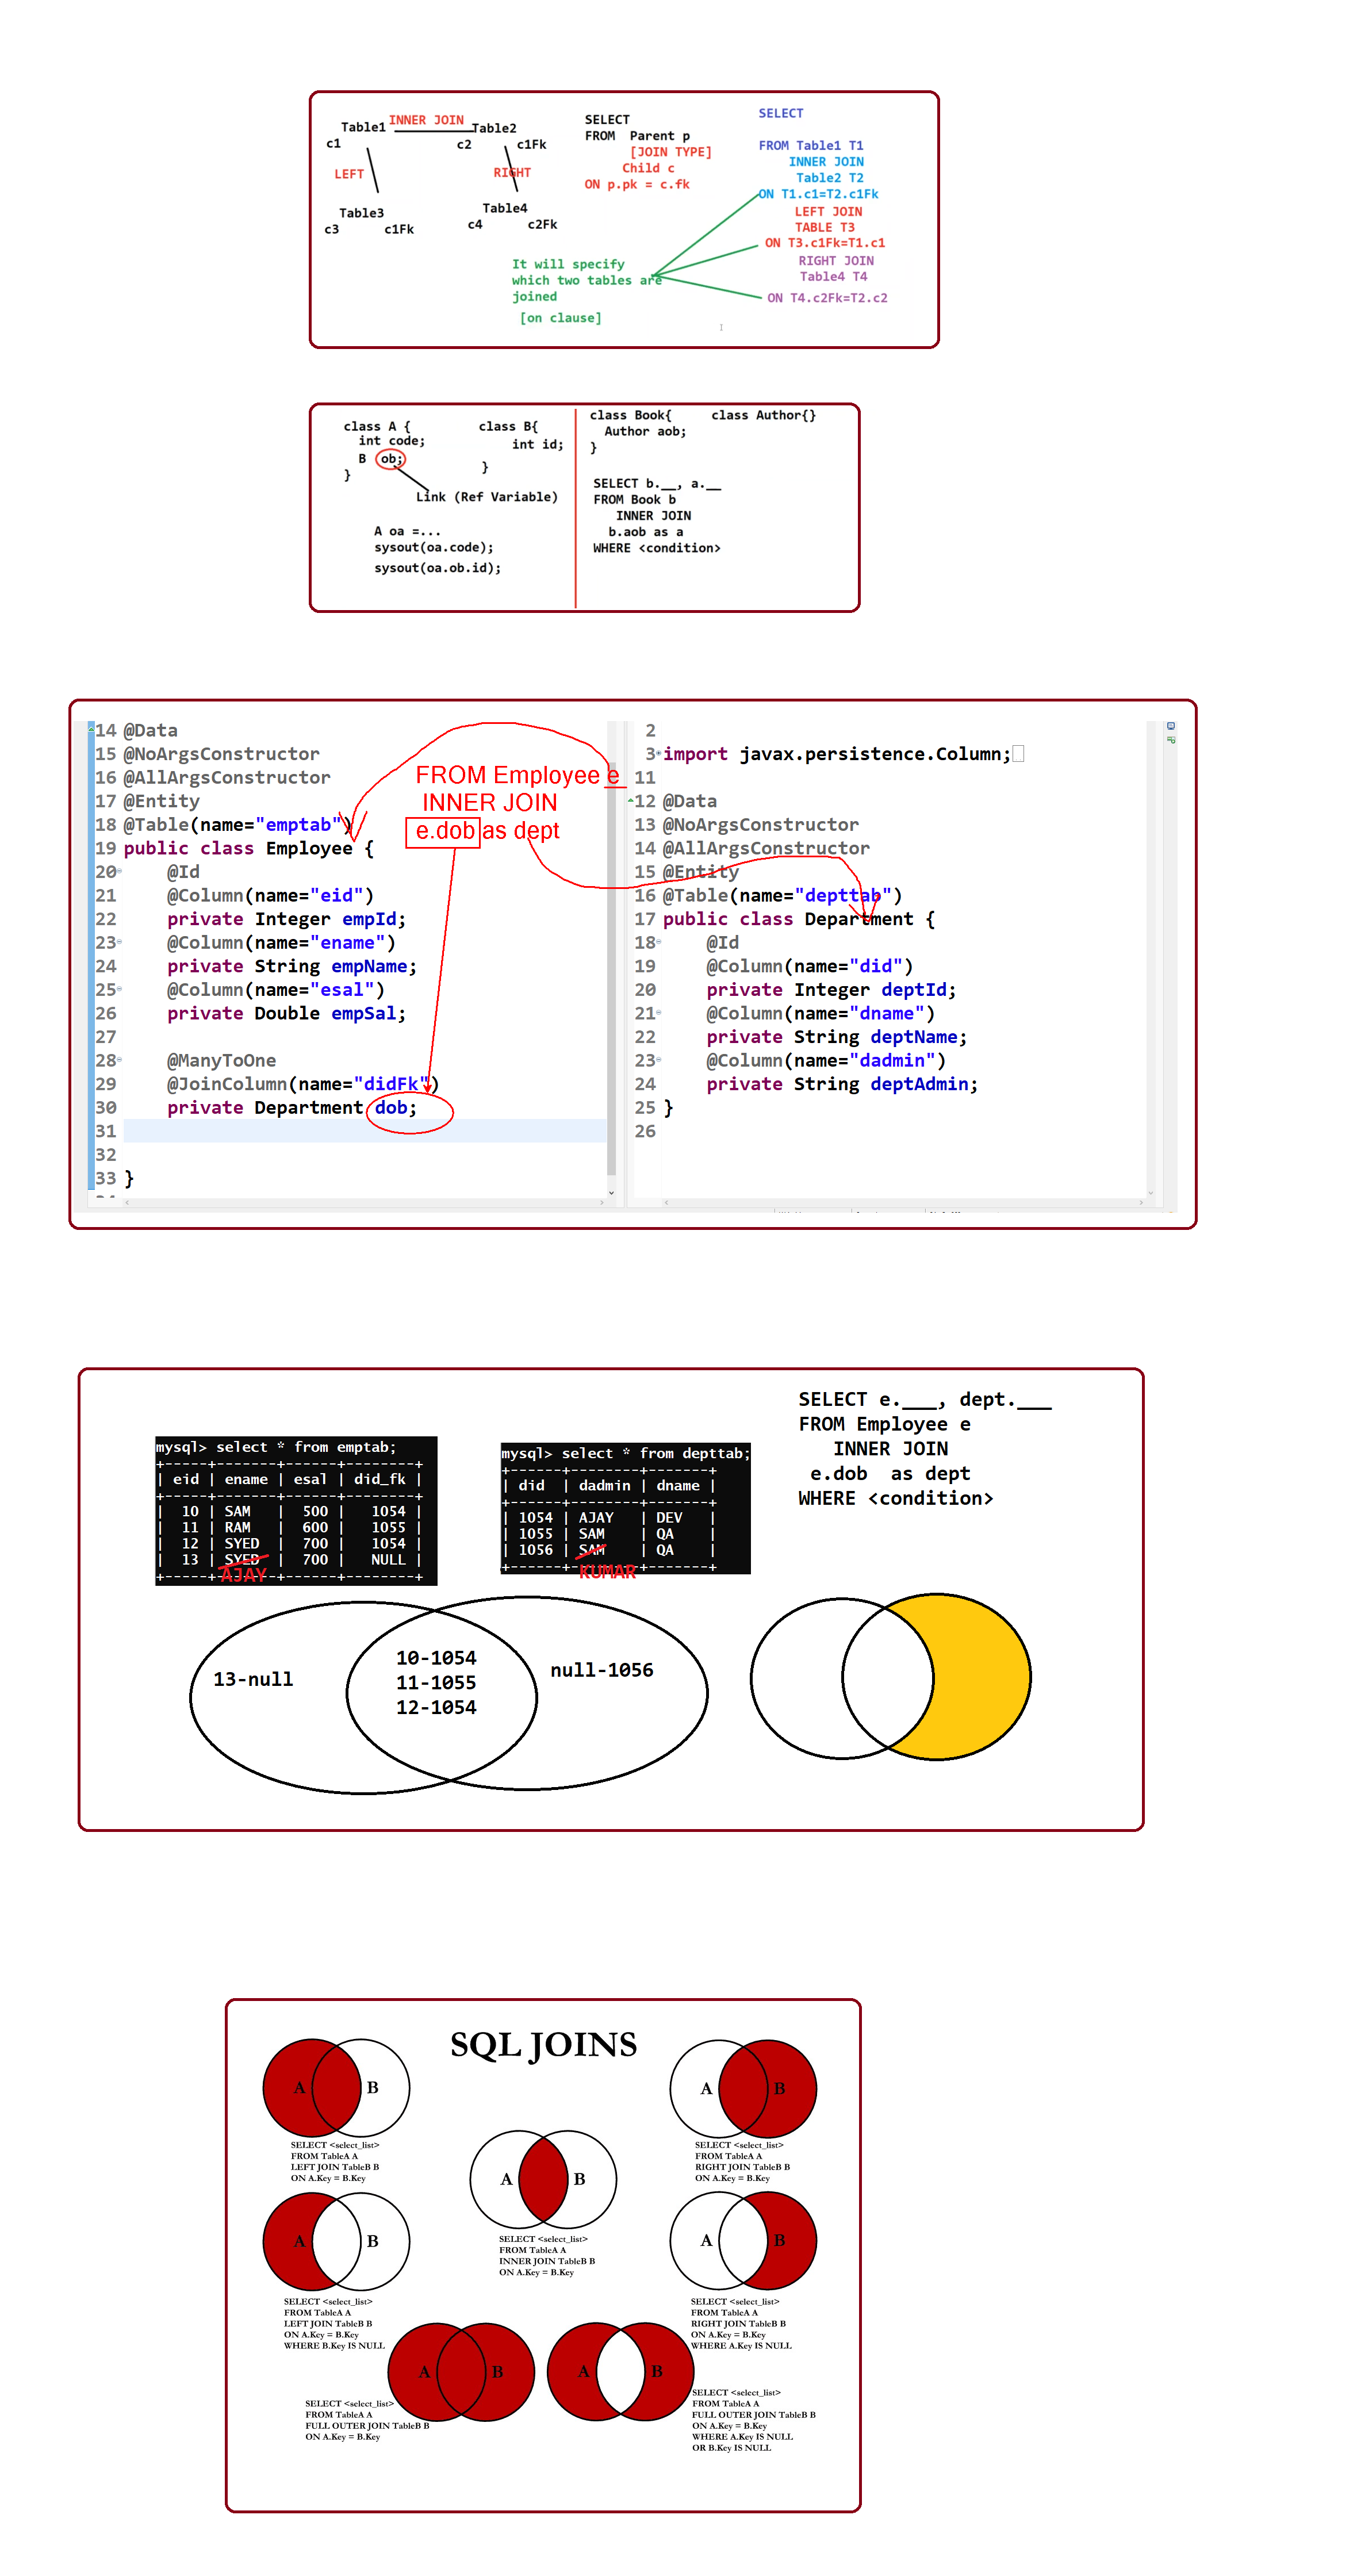 Table1 INNER JOIN Table2
c1 c2 c1Fk
LEFT RIGHT
Table3 Table4
c3 c1Fk c4 c2Fk
SELECT
FROM Parent p
[JOIN TYPE]
Child c
ON p.pk = c.fk
It will specify
which two tables are
joined
[on clause]
SELECT
FROM Table1 T1
INNER JOIN
Table2 T2
ON T1.c1=T2.c1Fk
LEFT JOIN
TABLE T3
ON T3.c1Fk=T1.c1
RIGHT JOIN
Table4 T4
ON T4.c2Fk=T2.c2
class A {
int code;
B ob;
}
class B{
int id;
}
Link (Ref Variable)
A oa =...
sysout(oa.code);
sysout(oa.ob.id);
class Book{ class Author{}
Author aob;
}
SELECT b.__, a.__
FROM Book b
INNER JOIN
b.aob as a
WHERE <condition>
14 @Data
15 @NoArgsConstructor
16 @AllArgsConstructor
17 @Entity
18 @Table(name="emptab")
19 public class Employee {
20 @Id
21 @Column(name="eid")
22 private Integer empId;
23 @Column(name="ename")
24 private String empName;
25 @Column(name="esal")
26 private Double empSal;
27
28 @ManyToOne
29 @JoinColumn(name="didFk")
30 private Department dob;
31
32
33 }
FROM Employee e
INNER JOIN
e.dob as dept
2
3 import javax.persistence.Column;
11
12 @Data
13 @NoArgsConstructor
14 @AllArgsConstructor
15 @Entity
16 @Table(name="depttab")
17 public class Department {
18 @Id
19 @Column(name="did")
20 private Integer deptId;
21 @Column(name="dname")
22 private String deptName;
23 @Column(name="dadmin")
24 private String deptAdmin;
25 }
26
mysql> select * from emptab;
+-----+-------+------+--------+
| eid | ename | esal | did_fk |
+-----+-------+------+--------+
| 10 | SAM | 500 | 1054 |
| 11 | RAM | 600 | 1055 |
| 12 | SYED | 700 | 1054 |
| 13 | SYED | 700 | NULL |
+-----+-------+------+--------+
AJAY
mysql> select * from depttab;
+------+--------+-------+
| did | dadmin | dname |
+------+--------+-------+
| 1054 | AJAY | DEV |
| 1055 | SAM | QA |
| 1056 | SAM | QA |
+------+--------+-------+
KUMAR
SELECT e.___, dept.___
FROM Employee e
INNER JOIN
e.dob as dept
WHERE <condition>
13-null
10-1054
11-1055
12-1054
null-1056
SQL JOINS
A B
SELECT <select_list>
FROM TableA A
LEFT JOIN TableB B
ON A.Key = B.Key
A B
SELECT <select_list>
FROM TableA A
RIGHT JOIN TableB B
ON A.Key = B.Key
A B
SELECT <select_list>
FROM TableA A
INNER JOIN TableB B
ON A.Key = B.Key
A B
SELECT <select_list>
FROM TableA A
LEFT JOIN TableB B
ON A.Key = B.Key
WHERE B.Key IS NULL
A B
SELECT <select_list>
FROM TableA A
RIGHT JOIN TableB B
ON A.Key = B.Key
WHERE A.Key IS NULL
A B
SELECT <select_list>
FROM TableA A
FULL OUTER JOIN TableB B
ON A.Key = B.Key
A B
SELECT <select_list>
FROM TableA A
FULL OUTER JOIN TableB B
ON A.Key = B.Key
WHERE A.Key IS NULL
OR B.Key IS NULL